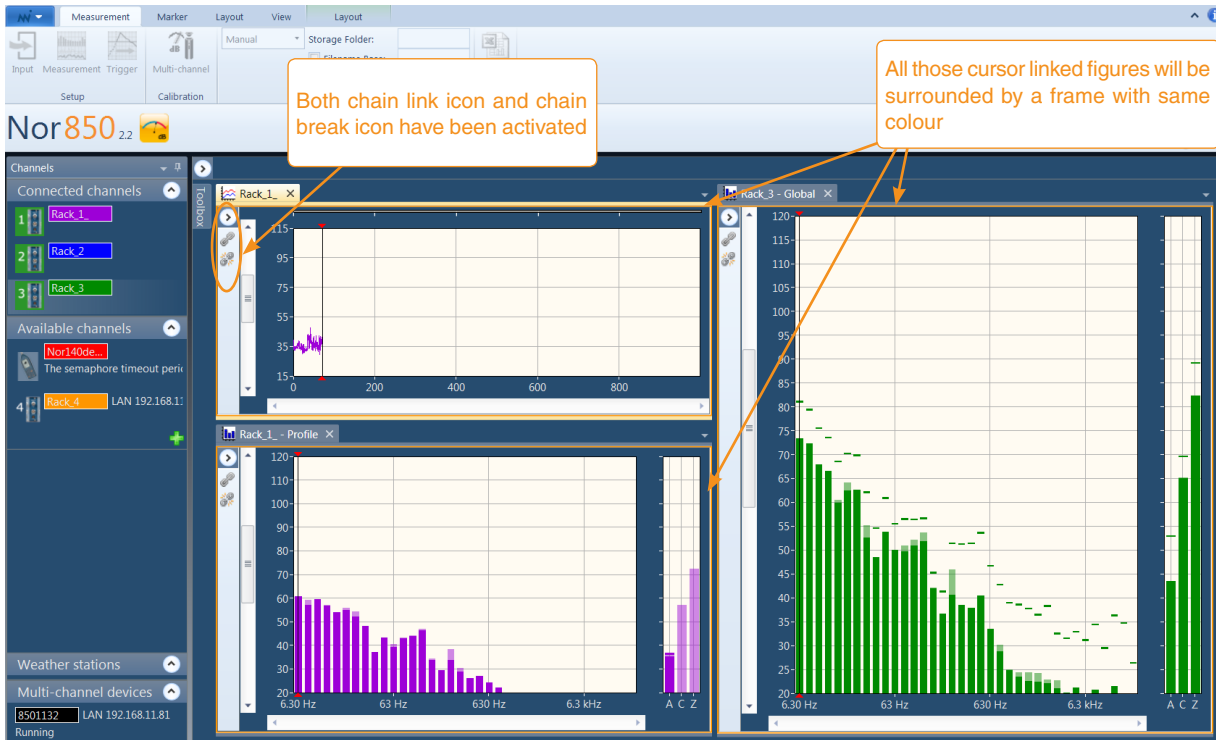 Measurement Marker Layout View Layout
Manual Storage Folder:
Input Measurement Trigger Multi-channel
Setup Calibration
Both chain link icon and chain
break icon have been activated
All those cursor linked figures will be
surrounded by a frame with same
colour
Nor850 2.2
Channels
Connected channels
1 Rack_1_
2 Rack_2
3 Rack_3
Available channels
Nor140de...
The semaphore timeout
4 Rack_4 LAN
Weather stations
Multi-channel devices
8501132 LAN 192.168.11.81
Running
Toolbox
Rack_1_
115
95
75
55
35
15
0 200 400 600 800
Rack_1_ - Profile
120
110
100
90
80
70
60
50
40
30
20
6.30 Hz 63 Hz 630 Hz 6.3 kHz A C Z
Rack_3 - Global
120
115
110
105
100
95
90
85
80
75
70
65
60
55
50
45
40
35
30
25
20
6.30 Hz 63 Hz 630 Hz 6.3 kHz A C Z